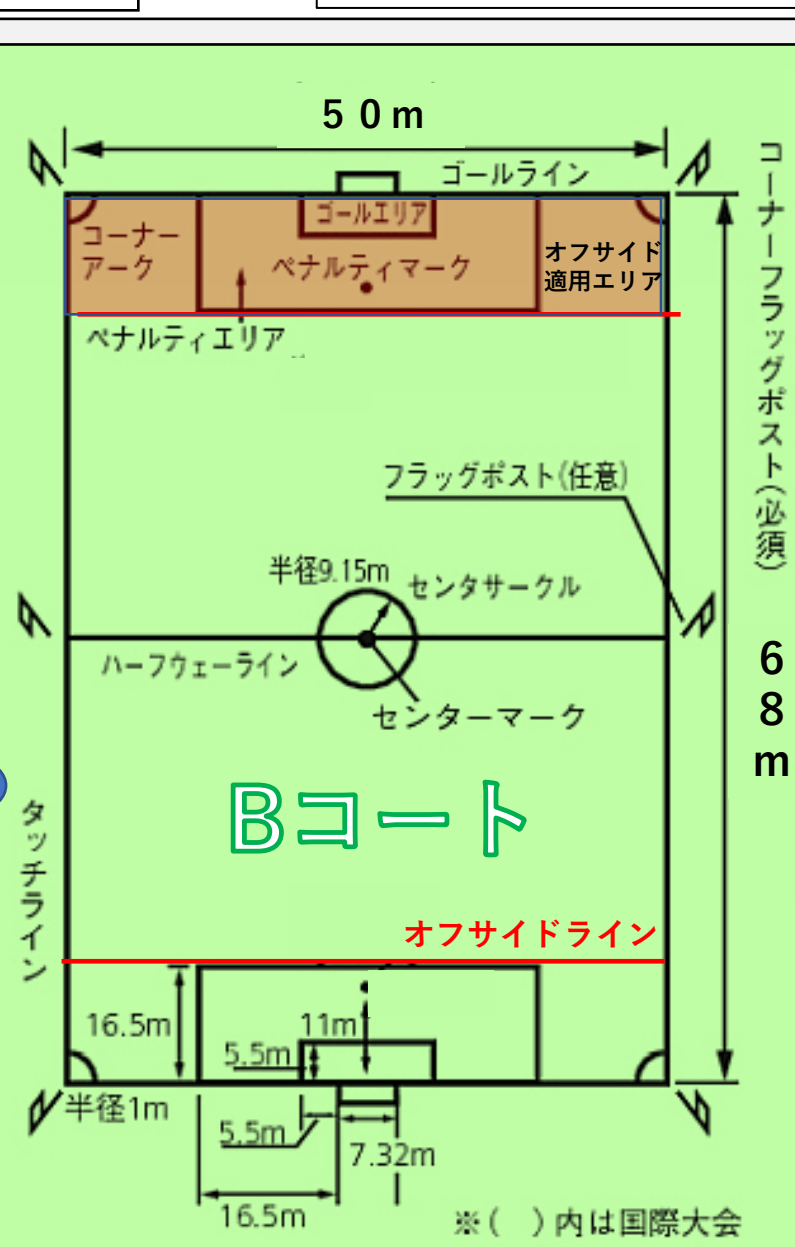 ５０ｍ
ゴールライン
ゴールエリア
コーナー
アーク
ペナルティマーク
オフサイド
適用エリア
ペナルティエリア
コーナーフラッグポスト(必須)
フラッグポスト(任意)
半径9.15m
センタサークル
ハーフウェーライン
センターマーク
６８ｍ
Bコート
タッチライン
オフサイドライン
16.5m
11m
5.5m
半径1m
5.5m
7.32m
16.5m
※(　)内は国際大会